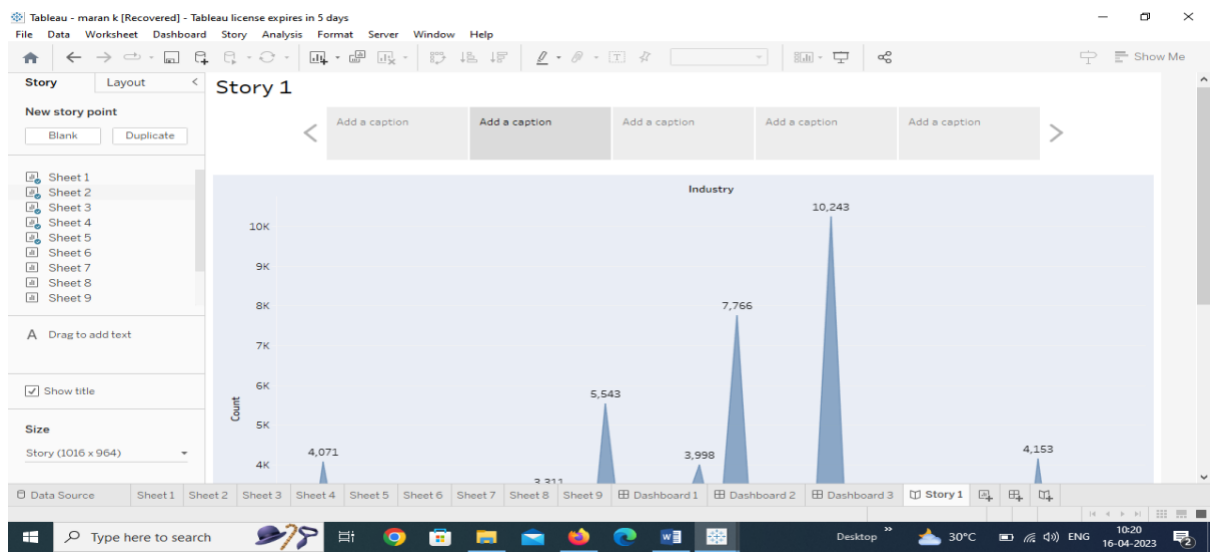 Tableau - maran k [Recovered] - Tableau license expires in 5 days
File Data Worksheet Dashboard Story Analysis Format Server Window Help
Show Me
Story Layout
New story point
Blank Duplicate
Sheet 1
Sheet 2
Sheet 3
Sheet 4
Sheet 5
Sheet 6
Sheet 7
Sheet 8
Sheet 9
A Drag to add text
Show title
Size
Story (1016 x 964)
Story 1
Add a caption Add a caption Add a caption Add a caption Add a caption
Industry
10,243
10K
9K
8K
7,766
7K
6K
5,543
Count
5K
4,071
3,998
4,153
4K
3,311
Data Source Sheet 1 Sheet 2 Sheet 3 Sheet 4 Sheet 5 Sheet 6 Sheet 7 Sheet 8 Sheet 9 Dashboard 1 Dashboard 2 Dashboard 3 Story 1
Type here to search
Desktop
30°C
ENG
10:20
16-04-2023
2